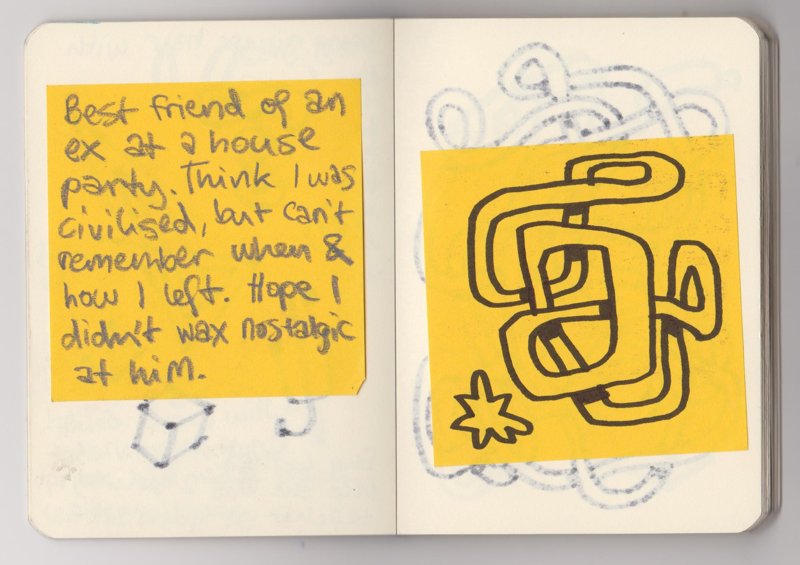 Best friend of an
ex at a house
party. Think I was
civilised, but can't
remember when &
how I left. Hope I
didn't wax nostalgic
at him.